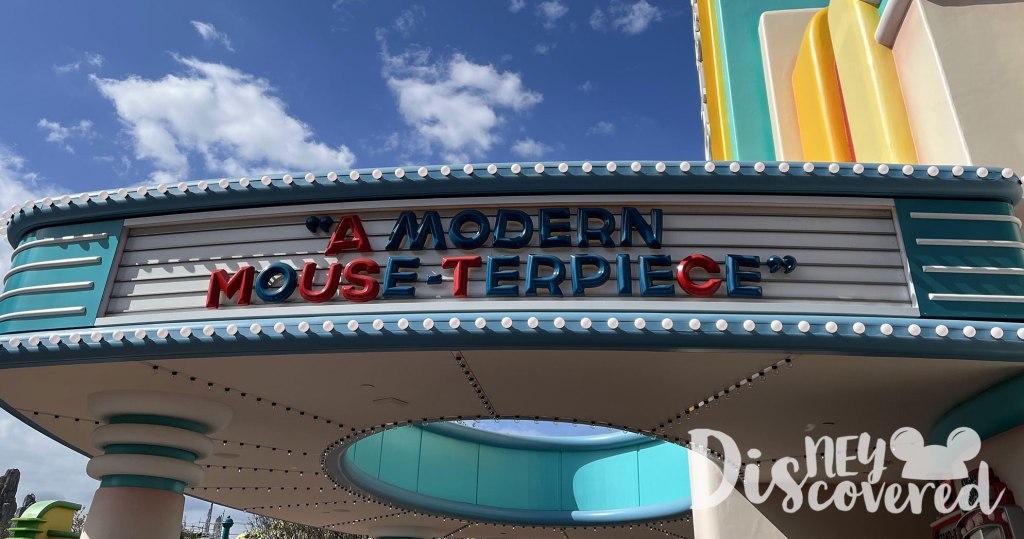 "A MODERN
MOUSE-TERPIECE"
DisNEY
Discovered